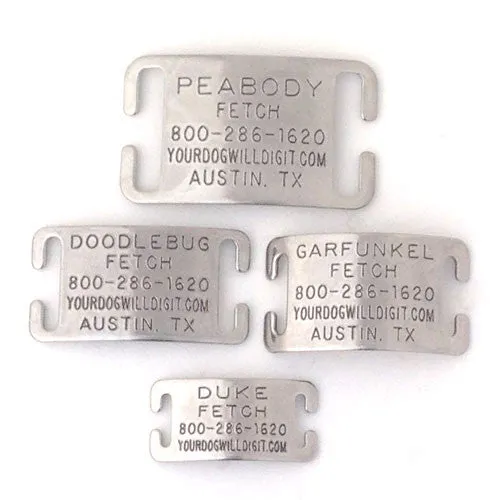 PEABODY
FETCH
800-286-1620
YOURDOGWILLDIGIT.COM
AUSTIN, TX
DOODLEBUG
FETCH
800-286-1620
YOURDOGWILLDIGIT.COM
AUSTIN, TX
GARFUNKEL
FETCH
800-286-1620
YOURDOGWILLDIGIT.COM
AUSTIN, TX
DUKE
FETCH
800-286-1620
YOURDOGWILLDIGIT.COM